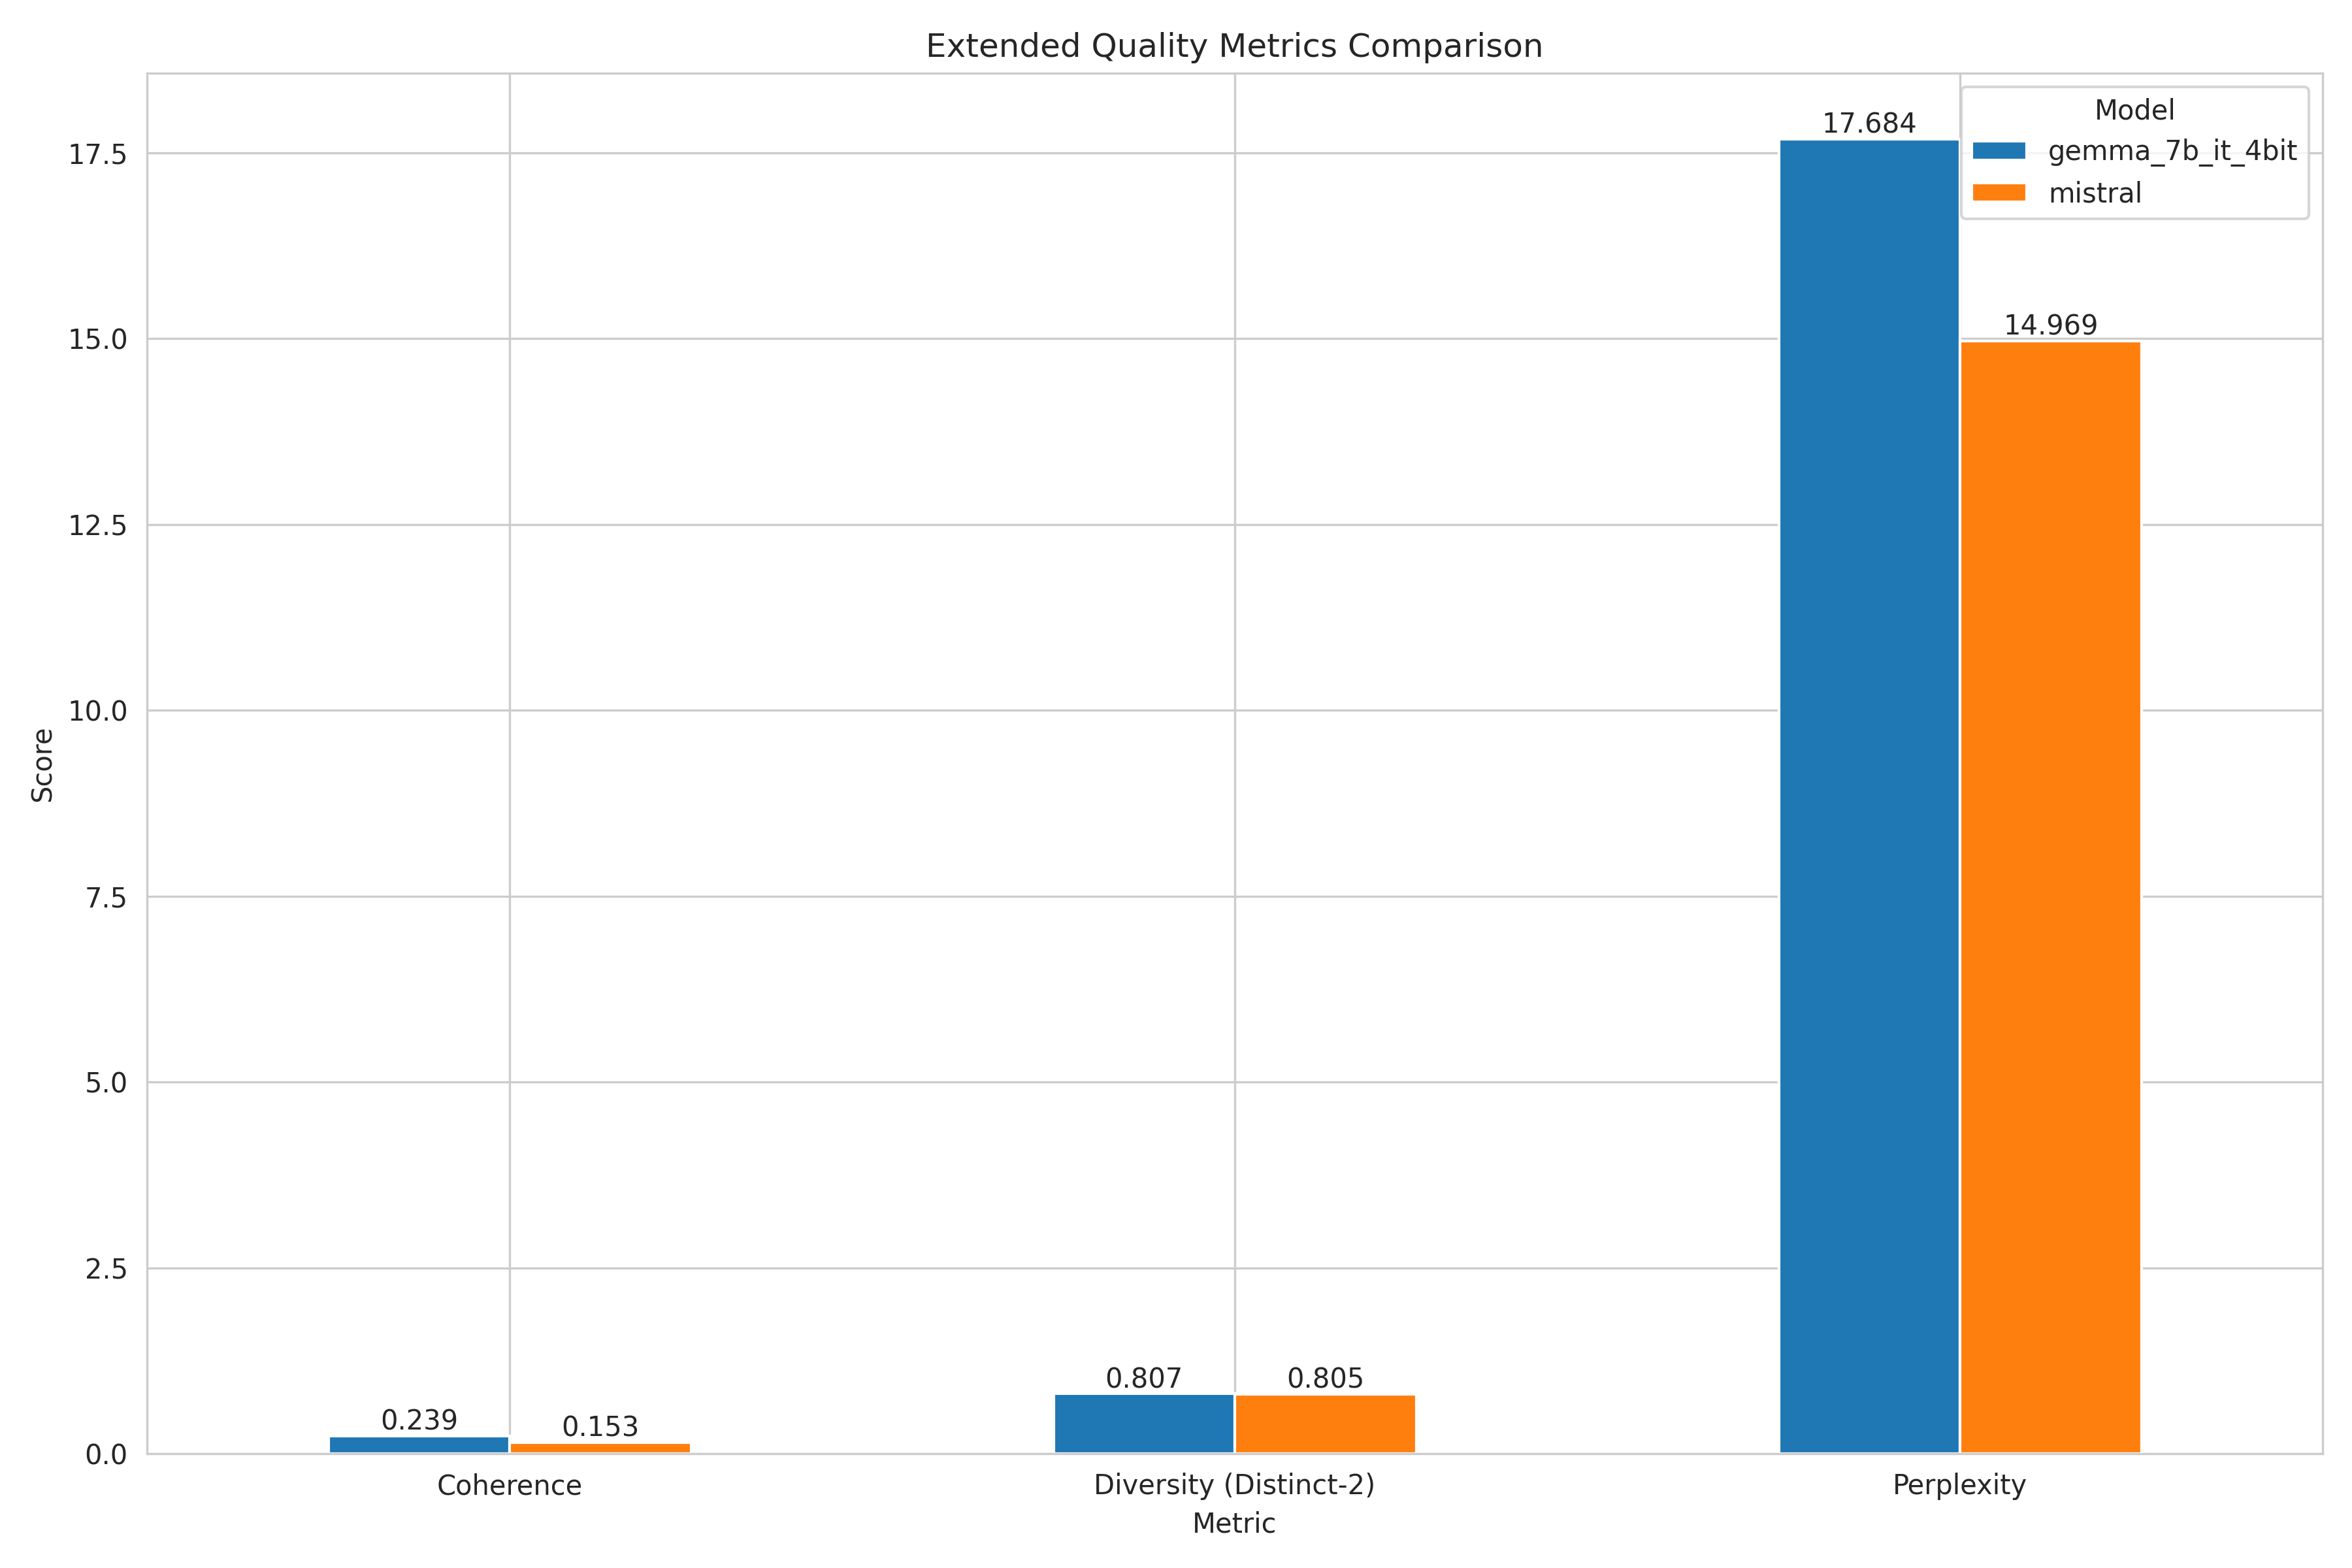 Extended Quality Metrics Comparison
Model
gemma_7b_it_4bit
mistral
17.684
14.969
0.807
0.805
0.239
0.153
17.5
15.0
12.5
10.0
7.5
5.0
2.5
0.0
Score
Coherence
Diversity (Distinct-2)
Perplexity
Metric